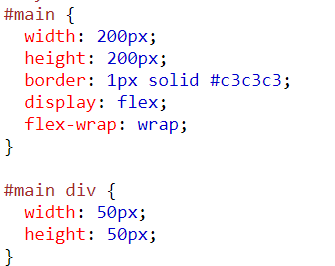 #main {
  width: 200px;
  height: 200px;
  border: 1px solid #c3c3c3;
  display: flex;
  flex-wrap: wrap;
}

#main div {
  width: 50px;
  height: 50px;
}